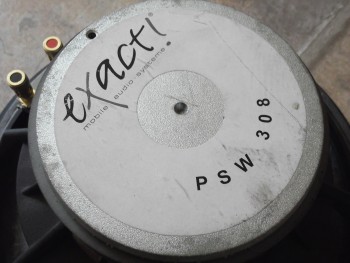 exact!
mobile audio systems
PSW 308